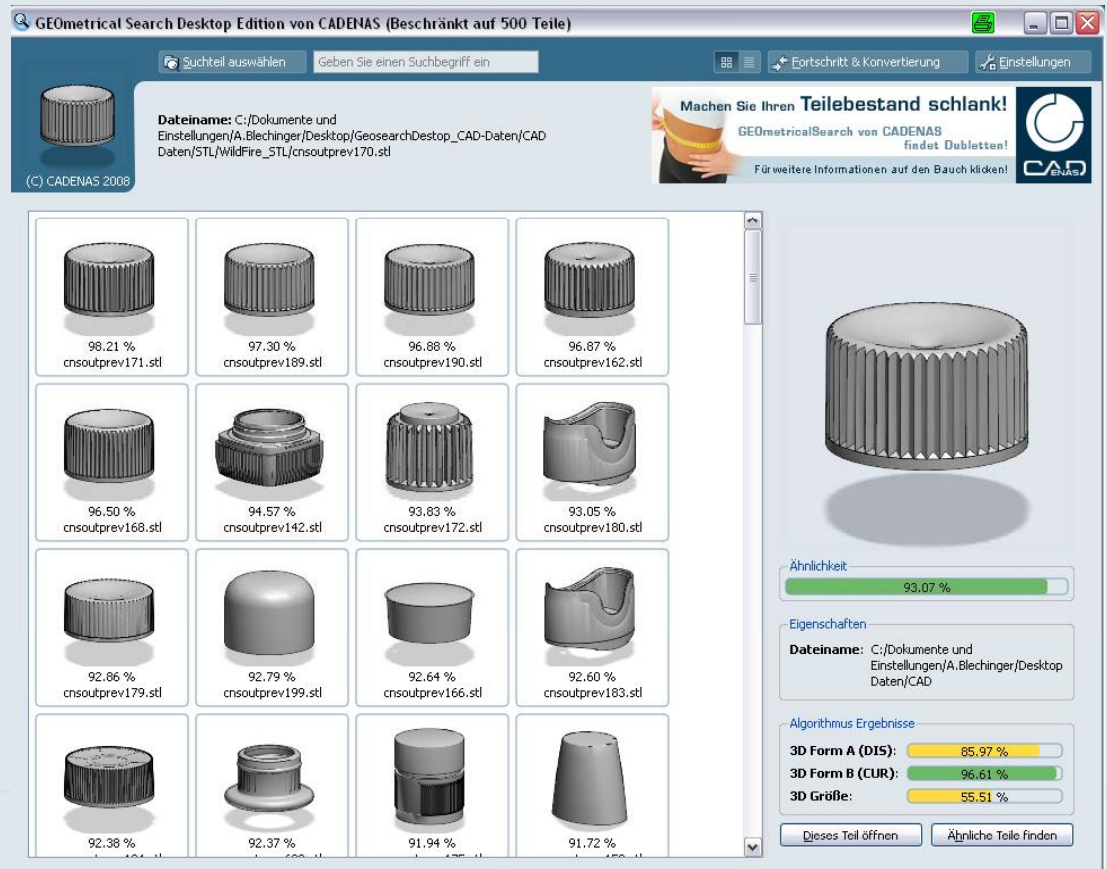 GEOmetrical Search Desktop Edition von CADENAS (Beschränkt auf 500 Teile)
Suchteil auswählen
Geben Sie einen Suchbegriff ein
Fortschritt & Konvertierung
Einstellungen
(C) CADENAS 2008
Dateiname: C:/Dokumente und
Einstellungen/A.Blechinger/Desktop/GeosearchDestop_CAD-Daten/CAD
Daten/STL/WildFire_STL/cnsoutprev170.stl
Machen Sie Ihren Teilebestand schlank!
GEOmetricalSearch von CADENAS
findet Dubletten!
Für weitere Informationen auf den Bauch klicken!
CADENAS
98.21 %
cnsoutprev171.stl
97.30 %
cnsoutprev189.stl
96.88 %
cnsoutprev190.stl
96.87 %
cnsoutprev162.stl
96.50 %
cnsoutprev168.stl
94.57 %
cnsoutprev142.stl
93.83 %
cnsoutprev172.stl
93.05 %
cnsoutprev180.stl
92.86 %
cnsoutprev179.stl
92.79 %
cnsoutprev199.stl
92.64 %
cnsoutprev166.stl
92.60 %
cnsoutprev183.stl
92.38 %
92.37 %
91.94 %
91.72 %
Ähnlichkeit
93.07 %
Eigenschaften
Dateiname: C:/Dokumente und
Einstellungen/A.Blechinger/Desktop
Daten/CAD
Algorithmus Ergebnisse
3D Form A (DIS): 85.97 %
3D Form B (CUR): 96.61 %
3D Größe: 55.51 %
Dieses Teil öffnen
Ähnliche Teile finden